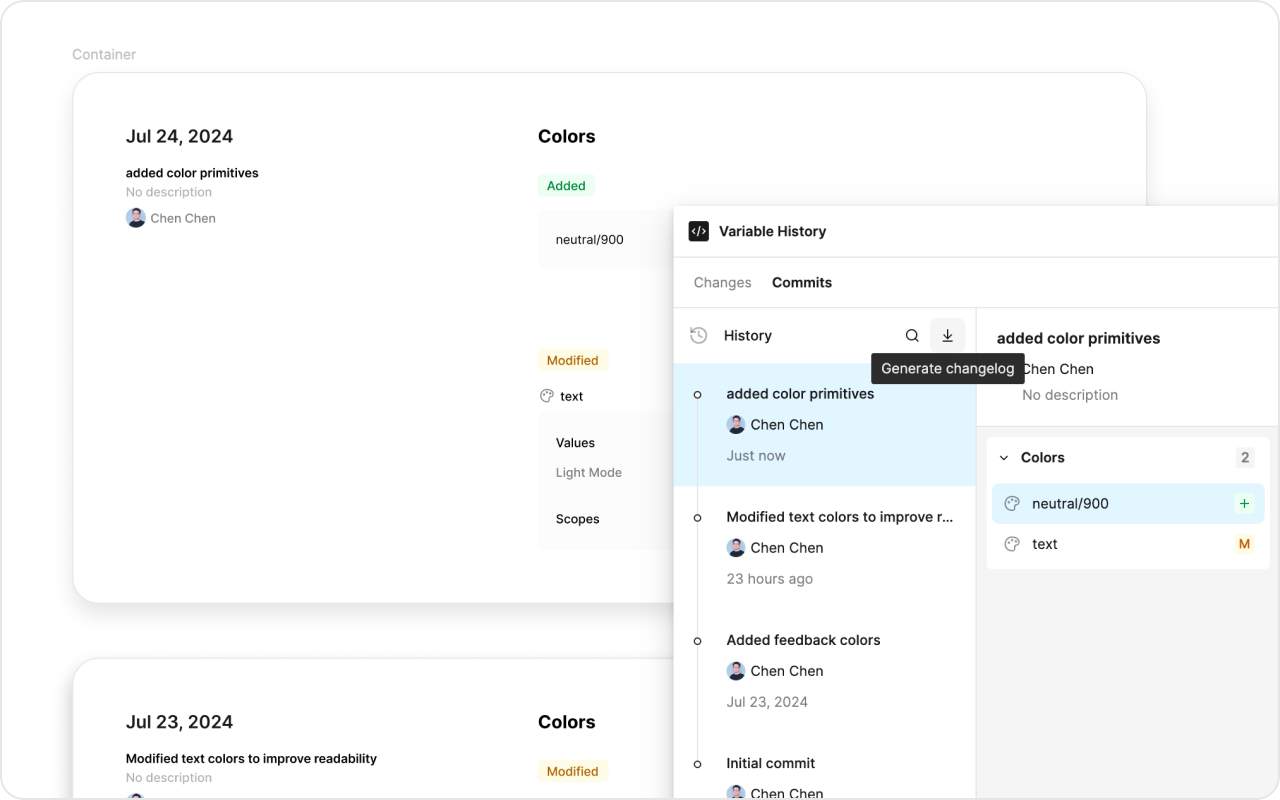 Container
Jul 24, 2024
added color primitives
No description
Chen Chen
Colors
Added
neutral/900
Modified
text
Values
Light Mode
Scopes
Jul 23, 2024
Modified text colors to improve readability
No description
Colors
Modified
Variable History
Changes
Commits
History
Generate changelog
added color primitives
Chen Chen
Just now
Modified text colors to improve r...
Chen Chen
23 hours ago
Added feedback colors
Chen Chen
Jul 23, 2024
Initial commit
Chen Chen
added color primitives
Chen Chen
No description
Colors
2
neutral/900
+
text
M